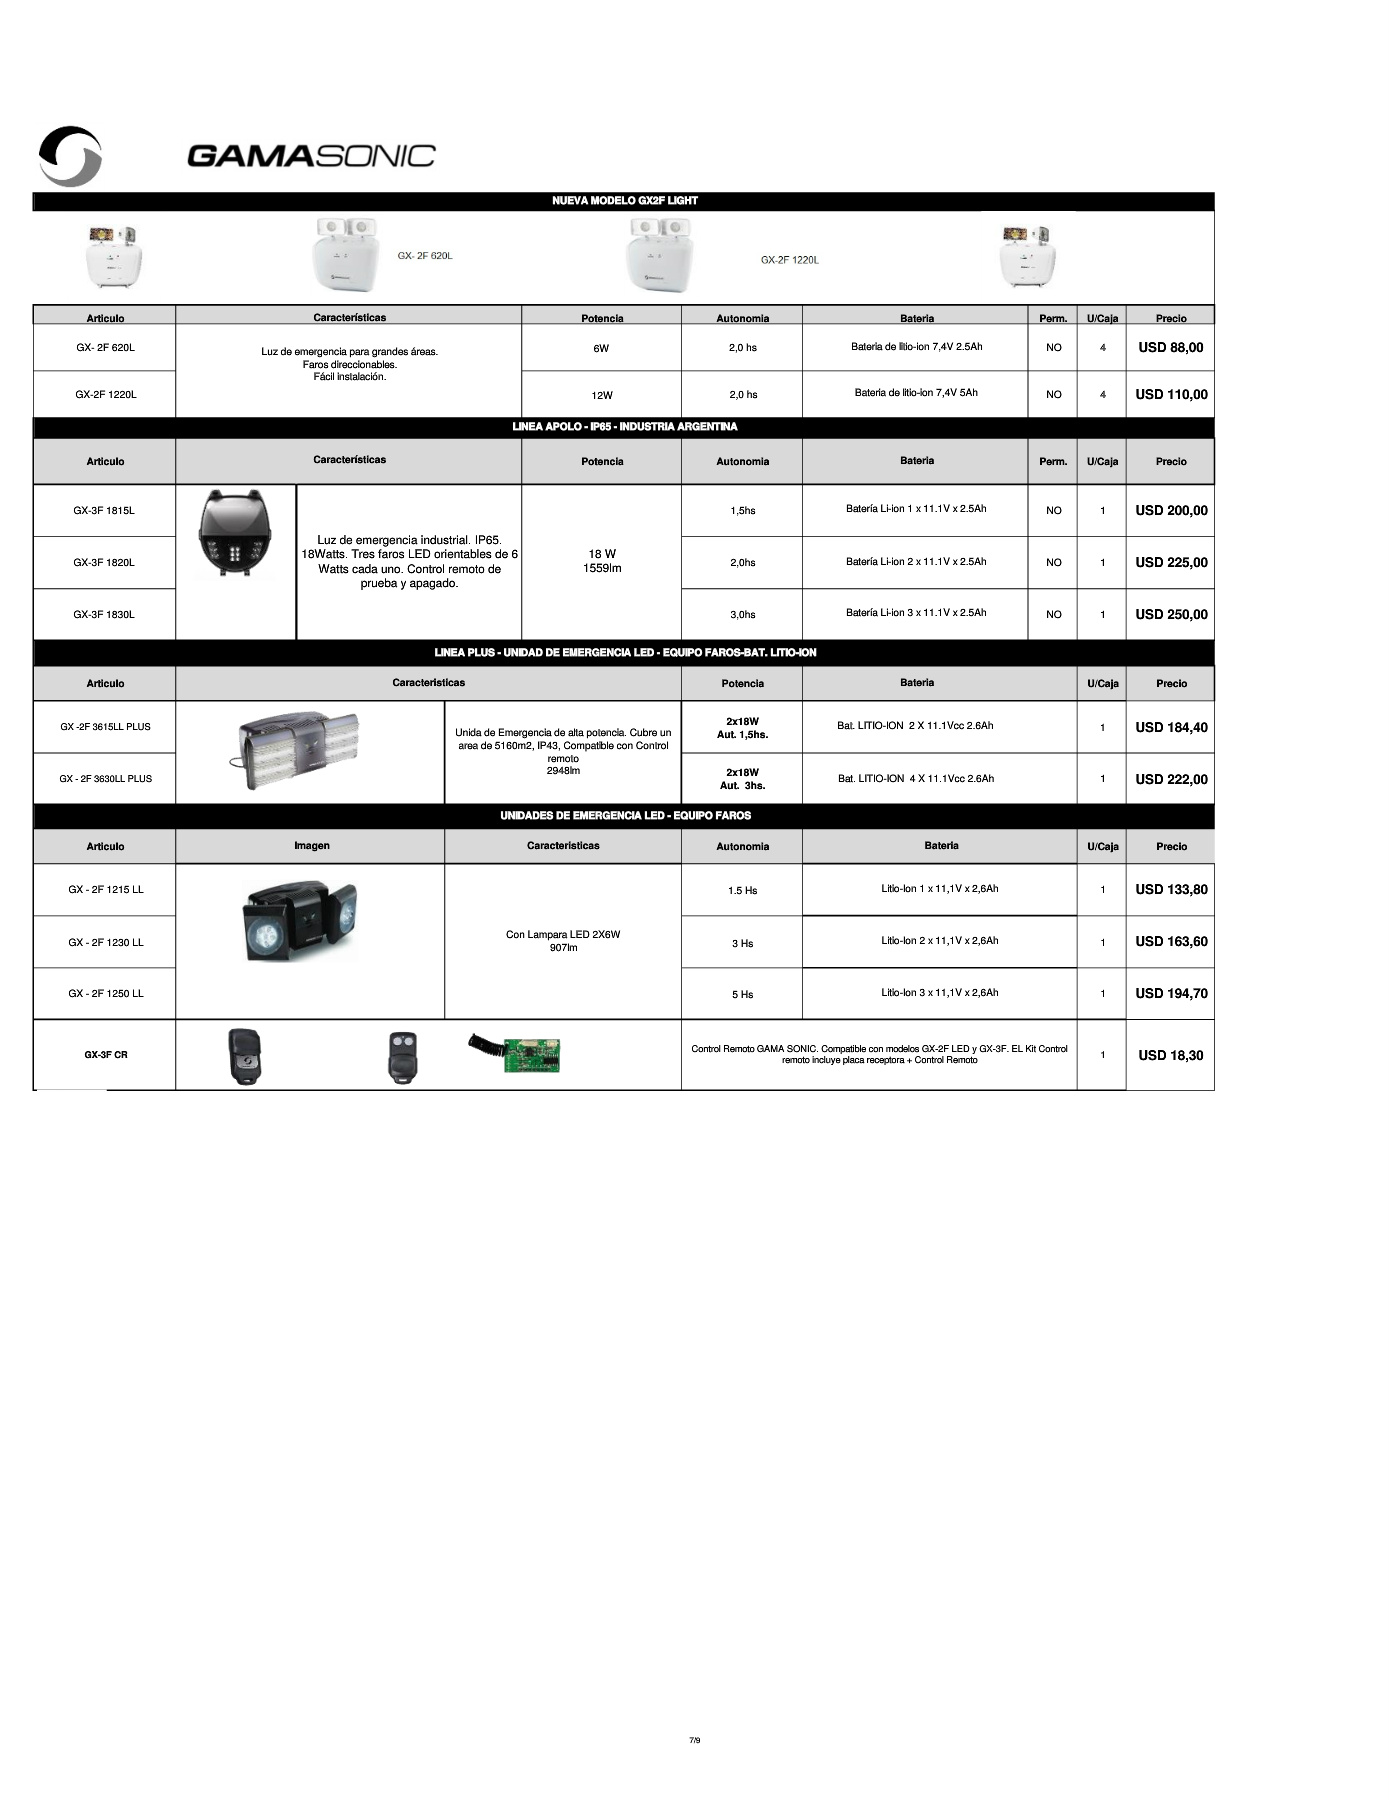 GAMASONIC
NUEVA MODELO GX2F LIGHT
GX- 2F 620L
GX-2F 1220L
Articulo Características Potencia Autonomia Bateria Perm. U/Caja Precio
GX- 2F 620L 6W 2,0 hs Bateria de litio-ion 7,4V 2.5Ah NO 4 USD 88,00
Luz de emergencia para grandes áreas.
Faros direccionables.
Fácil instalación.
GX-2F 1220L 12W 2,0 hs Batería de litio-ion 7,4V 5Ah NO 4 USD 110,00
LINEA APOLO - IP65 - INDUSTRIA ARGENTINA
Articulo Características Potencia Autonomia Bateria Perm. U/Caja Precio
GX-3F 1815L 1,5hs Batería Li-ion 1 x 11.1V x 2.5Ah NO 1 USD 200,00
Luz de emergencia industrial. IP65.
18Watts. Tres faros LED orientables de 6
Watts cada uno. Control remoto de
prueba y apagado.
18 W
1559lm
GX-3F 1820L 2,0hs Batería Li-ion 2 x 11.1V x 2.5Ah NO 1 USD 225,00
GX-3F 1830L 3,0hs Batería Li-ion 3 x 11.1V x 2.5Ah NO 1 USD 250,00
LINEA PLUS - UNIDAD DE EMERGENCIA LED - EQUIPO FAROS-BAT. LITIO-ION
Articulo Caracteristicas Potencia Bateria U/Caja Precio
GX -2F 3615LL PLUS 2x18W Aut. 1,5hs. Bat. LITIO-ION 2 X 11.1Vcc 2.6Ah 1 USD 184,40
Unida de Emergencia de alta potencia. Cubre un
area de 5160m2, IP43, Compatible con Control
remoto
2948lm
GX - 2F 3630LL PLUS 2x18W Aut. 3hs. Bat. LITIO-ION 4 X 11.1Vcc 2.6Ah 1 USD 222,00
UNIDADES DE EMERGENCIA LED - EQUIPO FAROS
Articulo Imagen Caracteristicas Autonomia Bateria U/Caja Precio
GX - 2F 1215 LL 1.5 Hs Litio-Ion 1 x 11,1V x 2,6Ah 1 USD 133,80
Con Lampara LED 2X6W
907lm
GX - 2F 1230 LL 3 Hs Litio-Ion 2 x 11,1V x 2,6Ah 1 USD 163,60
GX - 2F 1250 LL 5 Hs Litio-Ion 3 x 11,1V x 2,6Ah 1 USD 194,70
GX-3F CR
Control Remoto GAMA SONIC. Compatible con modelos GX-2F LED y GX-3F. EL Kit Control
remoto incluye placa receptora + Control Remoto
1 USD 18,30
7/9